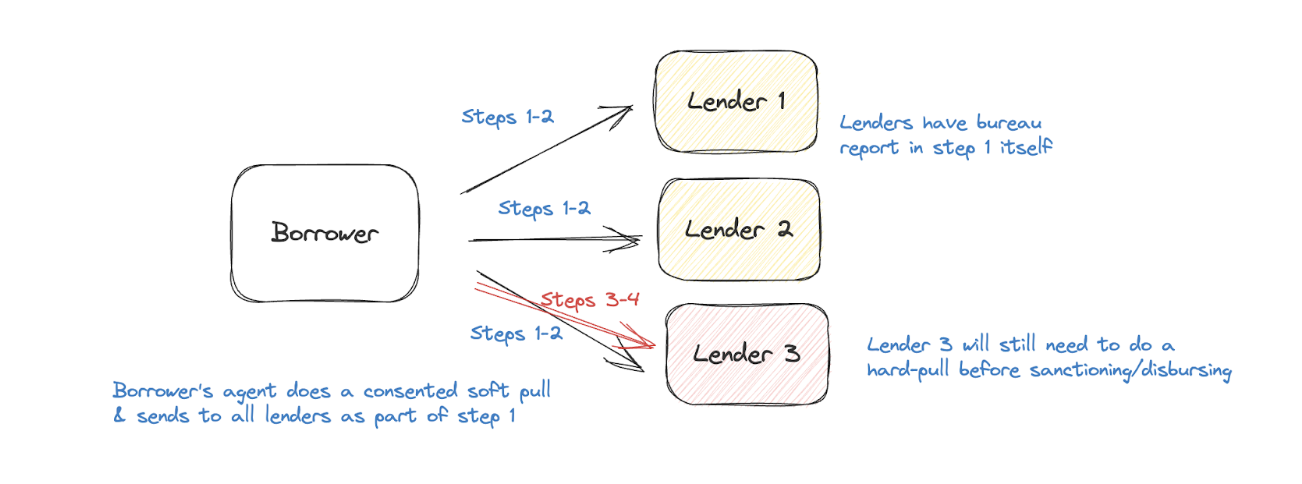 Lender 1
Steps 1-2
Lenders have bureau
report in step 1 itself
Steps 1-2
Borrower
Lender 2
Steps 3-4
Steps 1-2
Lender 3
Lender 3 will still need to do a
hard-pull before sanctioning/disbursing
Borrower's agent does a consented soft pull
& sends to all lenders as part of step 1